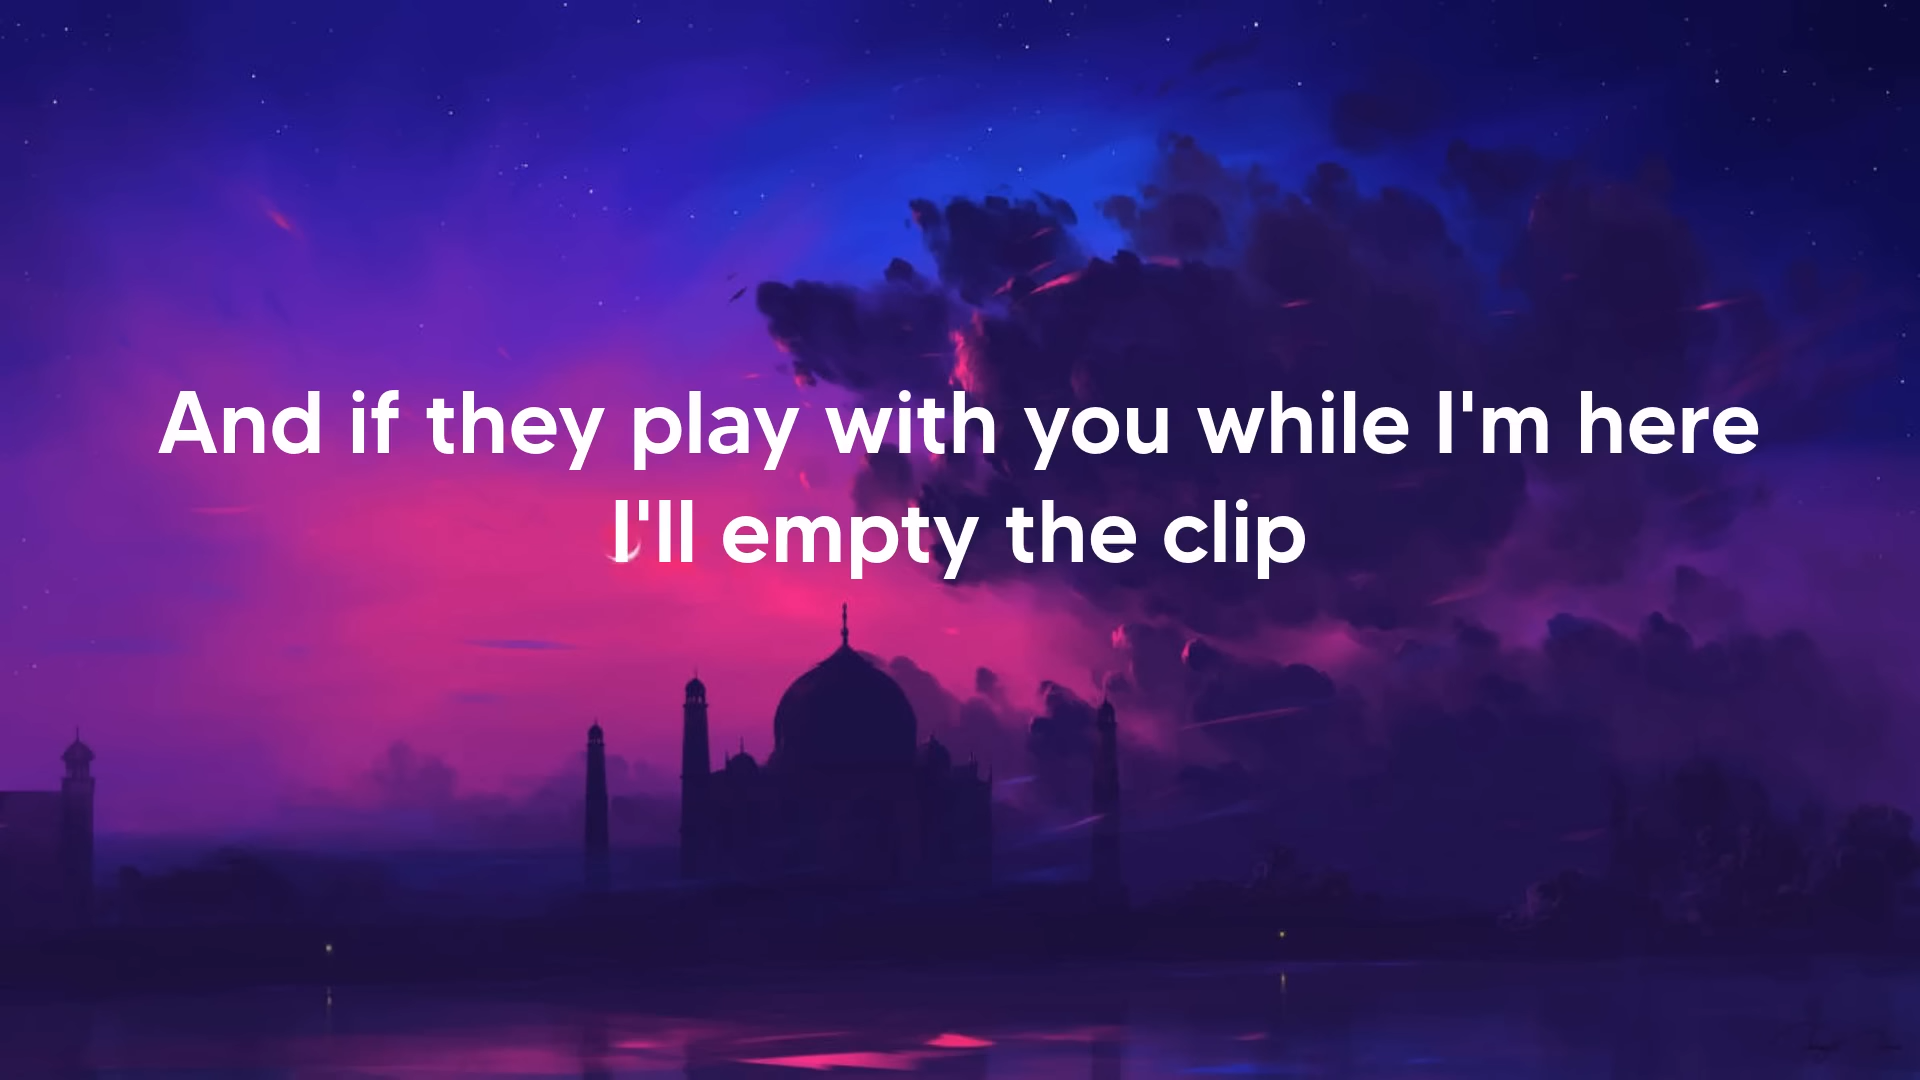 And if they play with you while I'm here
I'll empty the clip